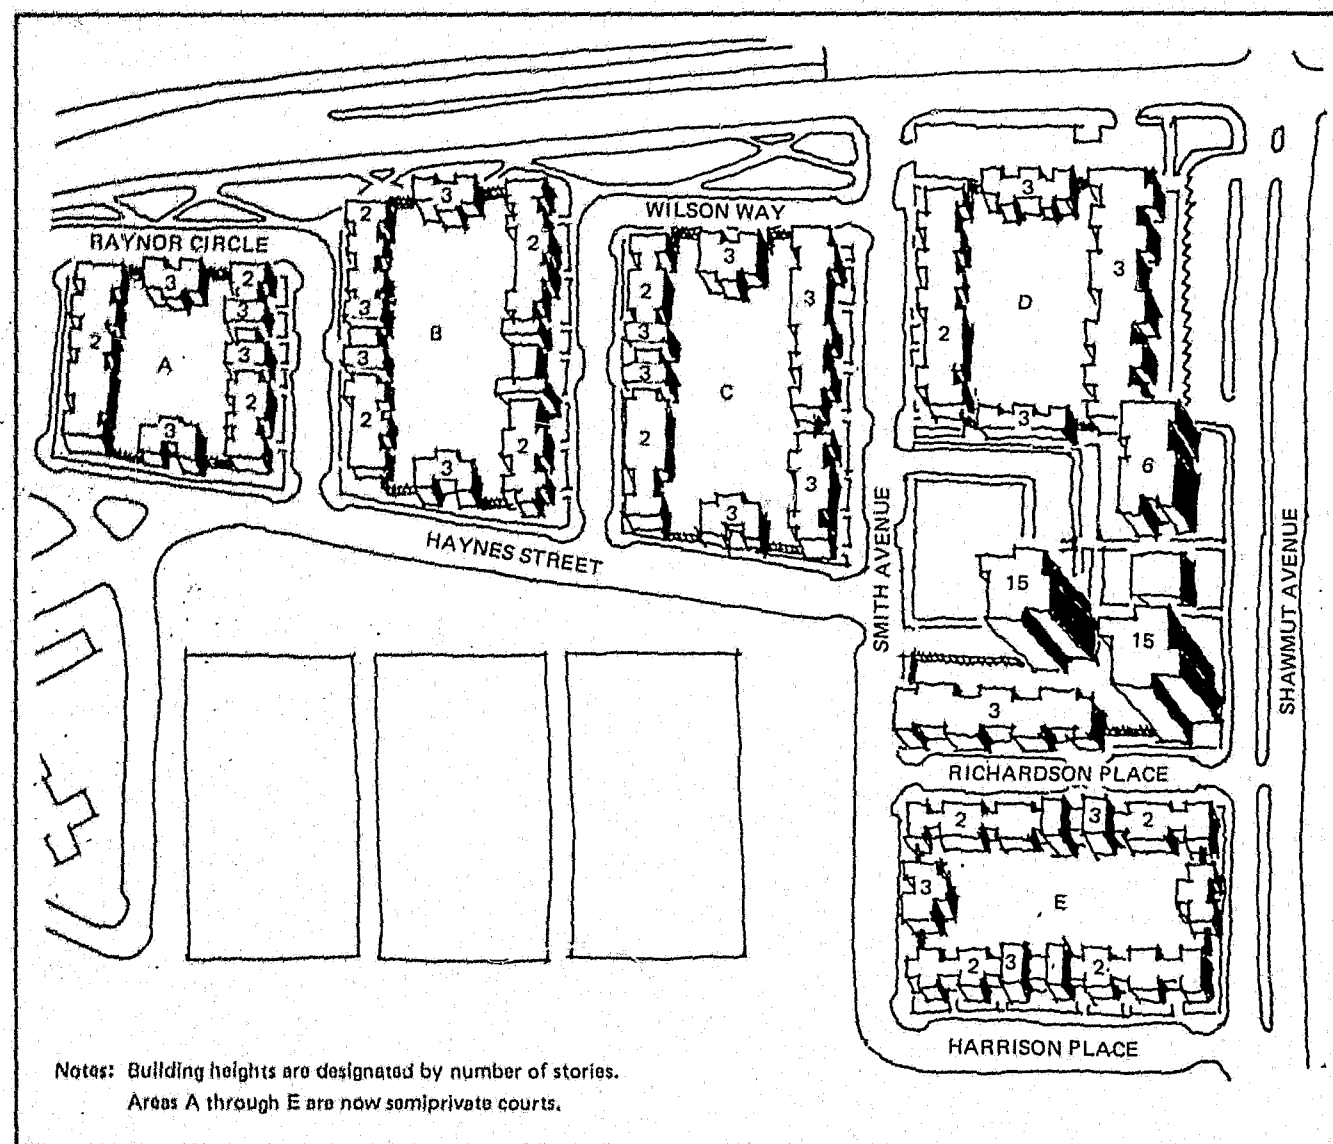 WILSON WAY
RAYNOR CIRCLE
2
3
2
3
3
2
3
2
3
2
3
2
3
3
2
2
3
A
B
C
D
2
3
3
2
3
3
2
3
3
3
2
3
3
6
HAYNES STREET
SMITH AVENUE
SHAWMUT AVENUE
15
15
3
RICHARDSON PLACE
2
3
2
3
E
2
3
2
HARRISON PLACE
Notes: Building heights are designated by number of stories.
Areas A through E are now semiprivate courts.